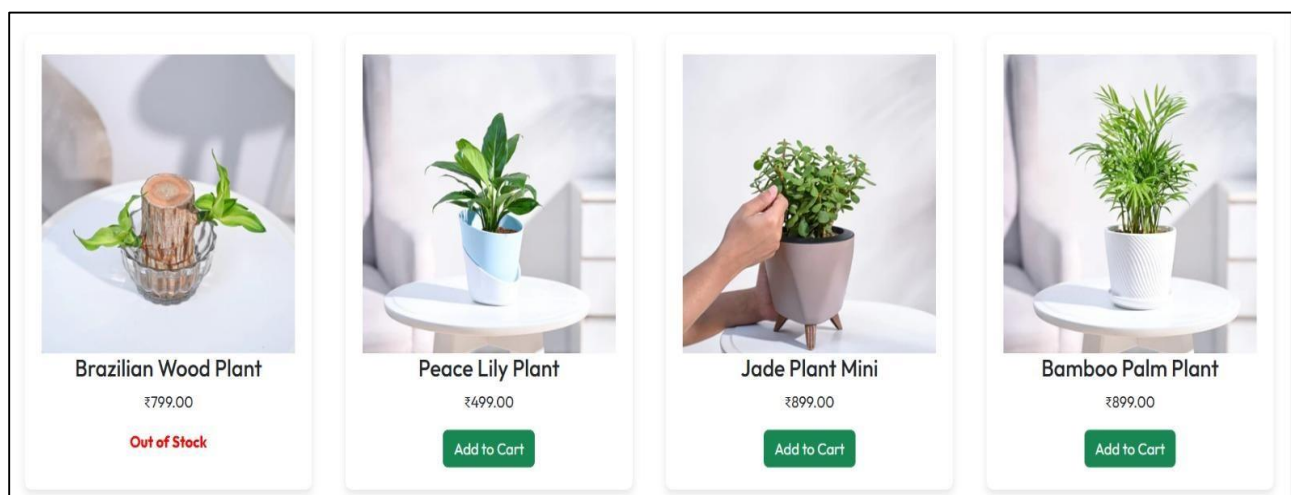 Brazilian Wood Plant
₹799.00
Out of Stock
Peace Lily Plant
₹499.00
Add to Cart
Jade Plant Mini
₹899.00
Add to Cart
Bamboo Palm Plant
₹899.00
Add to Cart